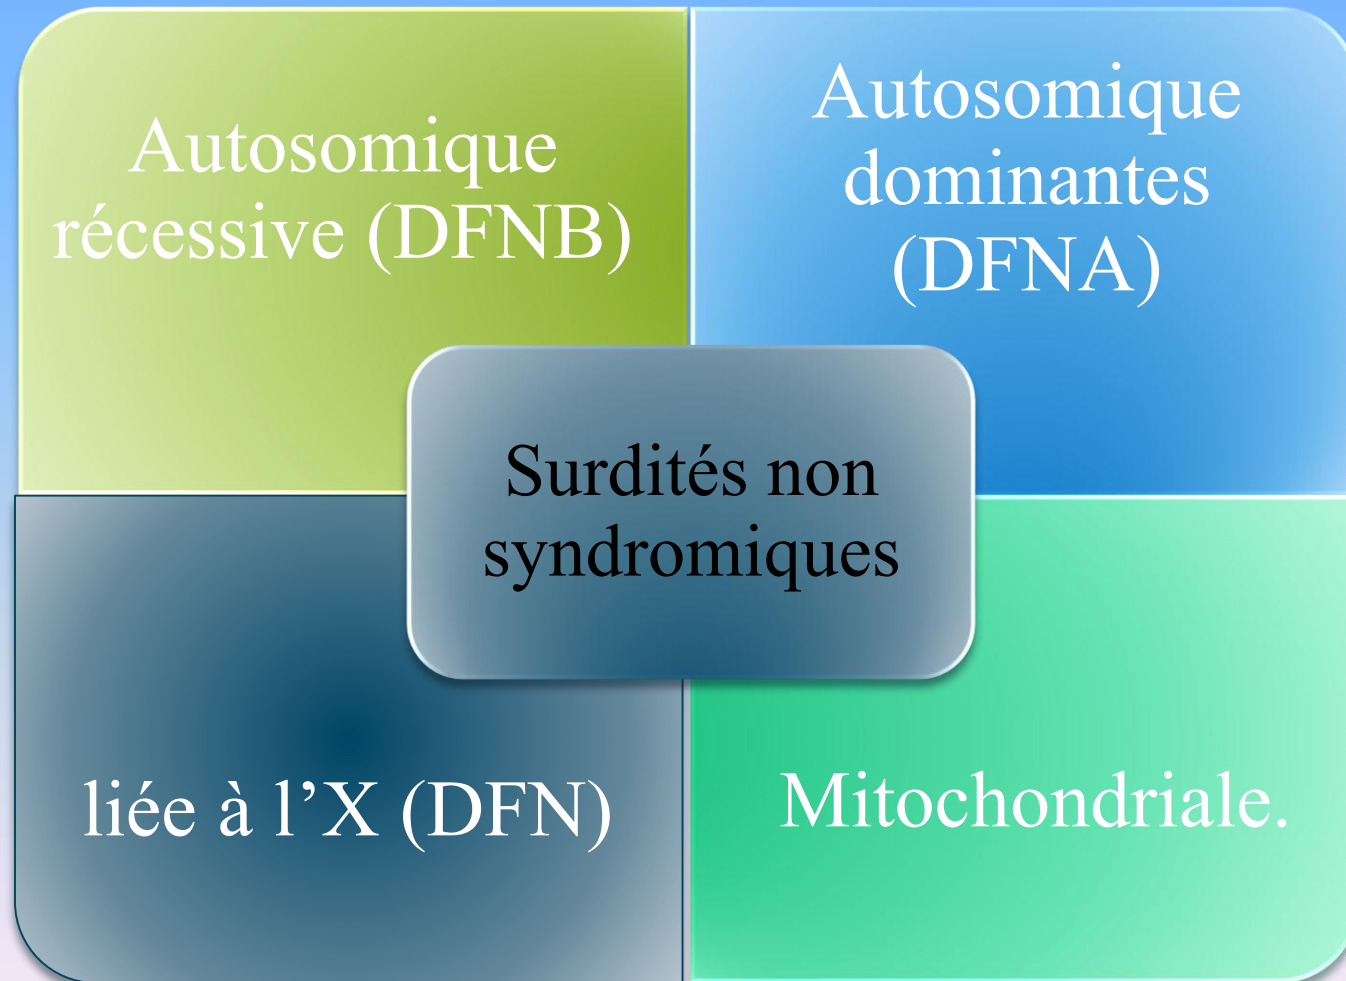 Autosomique
récessive (DFNB)
Autosomique
dominantes
(DFNA)
Surdités non
syndromiques
liée à l’X (DFN)
Mitochondriale.